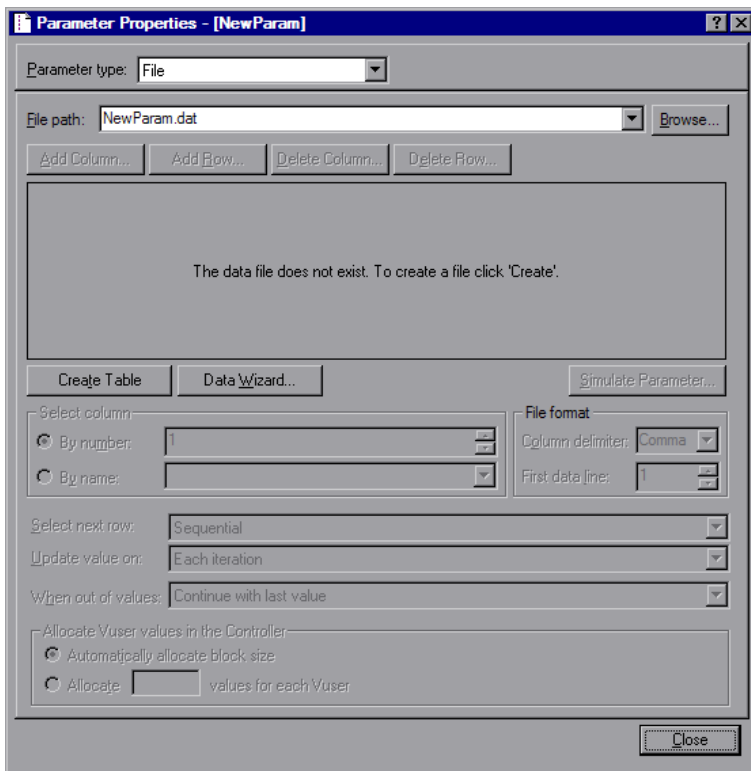 Parameter Properties - [NewParam]
Parameter type: File
File path: NewParam.dat Browse...
Add Column... Add Row... Delete Column... Delete Row...
The data file does not exist. To create a file click 'Create'.
Create Table Data Wizard... Simulate Parameter...
Select column File format
By number: 1 Column delimiter: Comma
By name: First data line: 1
Select next row: Sequential
Update value on: Each iteration
When out of values: Continue with last value
Allocate Vuser values in the Controller
Automatically allocate block size
Allocate values for each Vuser
Close